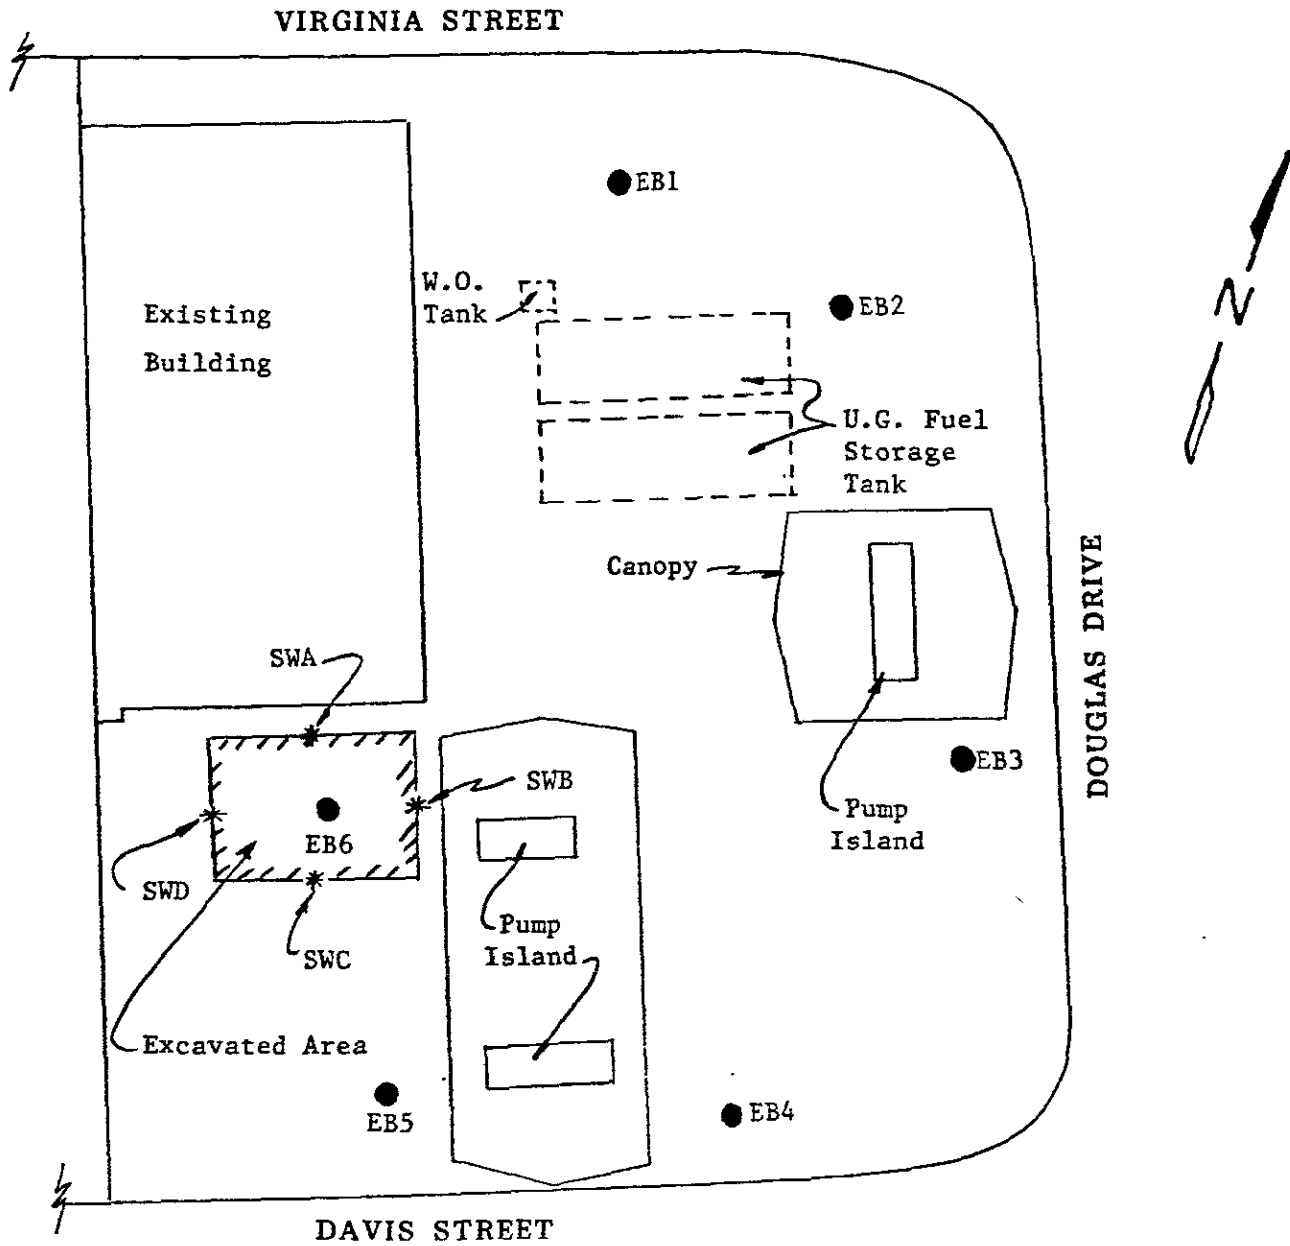 VIRGINIA STREET
EB1
W.O.
Tank
EB2
Existing
Building
N
U.G. Fuel
Storage
Tank
Canopy
DOUGLAS DRIVE
SWA
EB3
SWB
Pump
Island
EB6
SWD
Pump
Island
SWC
Excavated Area
EB5
EB4
DAVIS STREET